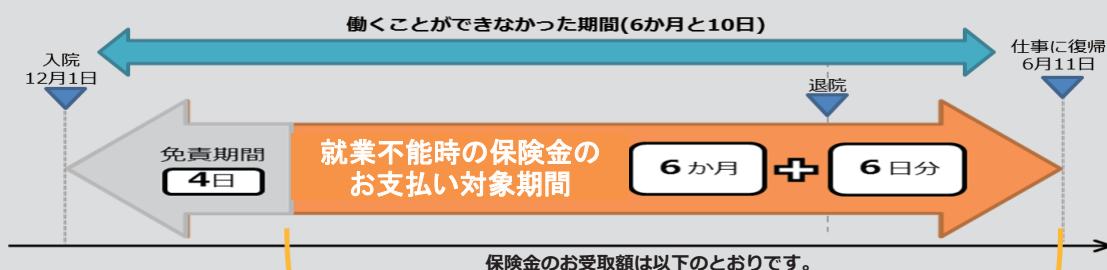 働くことができなかった期間(6か月と10日)
入院
12月1日
仕事に復帰
6月11日
退院
免責期間
4日
就業不能時の保険金の
お支払い対象期間
6か月
6日分
保険金のお受取額は以下のとおりです。